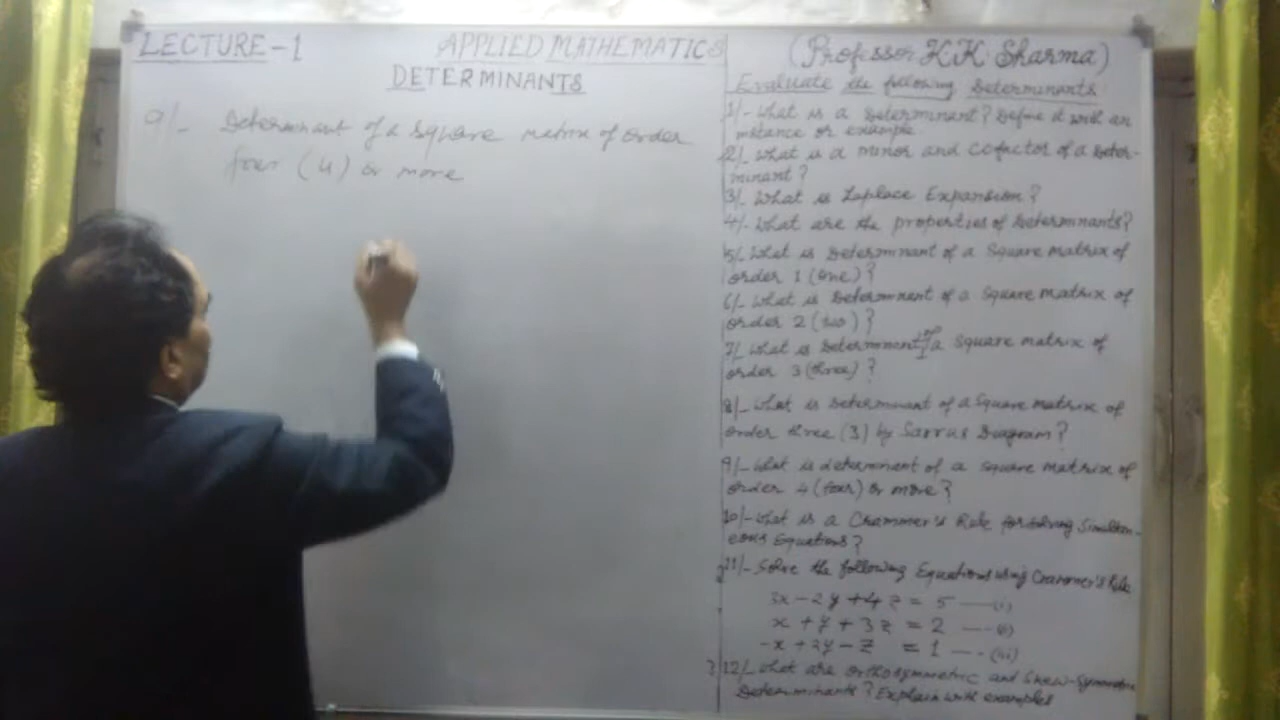 LECTURE-1
APPLIED MATHEMATICS
DETERMINANTS
9/- Determinant of a square matrix of order
four (4) or more
(Professor K.K. Sharma)
Evaluate the following Determinants
1/- What is a Determinant? Define it with an
instance or example
2/- What is a minor and cofactor of a Deter-
minant?
3/- What is Laplace Expansion?
4/- What are the properties of Determinants?
5/- What is Determinant of a Square matrix of
order 1 (one)?
6/- What is Determinant of a square matrix of
order 2 (two)?
7/- What is Determinant of a square matrix of
order 3 (three)?
8/- What is Determinant of a square matrix of
order three (3) by Sarrus Diagram?
9/- What is determinent of a square matrix of
order 4 (four) or more?
10/- What is a Crammer's Rule for solving Simultan-
eous Equations?
11/- Solve the following Equations using Crammer's Rule
3x - 2y + 4z = 5 —(i)
x + y + 3z = 2 —(ii)
-x + 2y - z = 1 —(iii)
12/- What are orthosymmetric and Skew-Symmetric
Determinants? Explain with examples